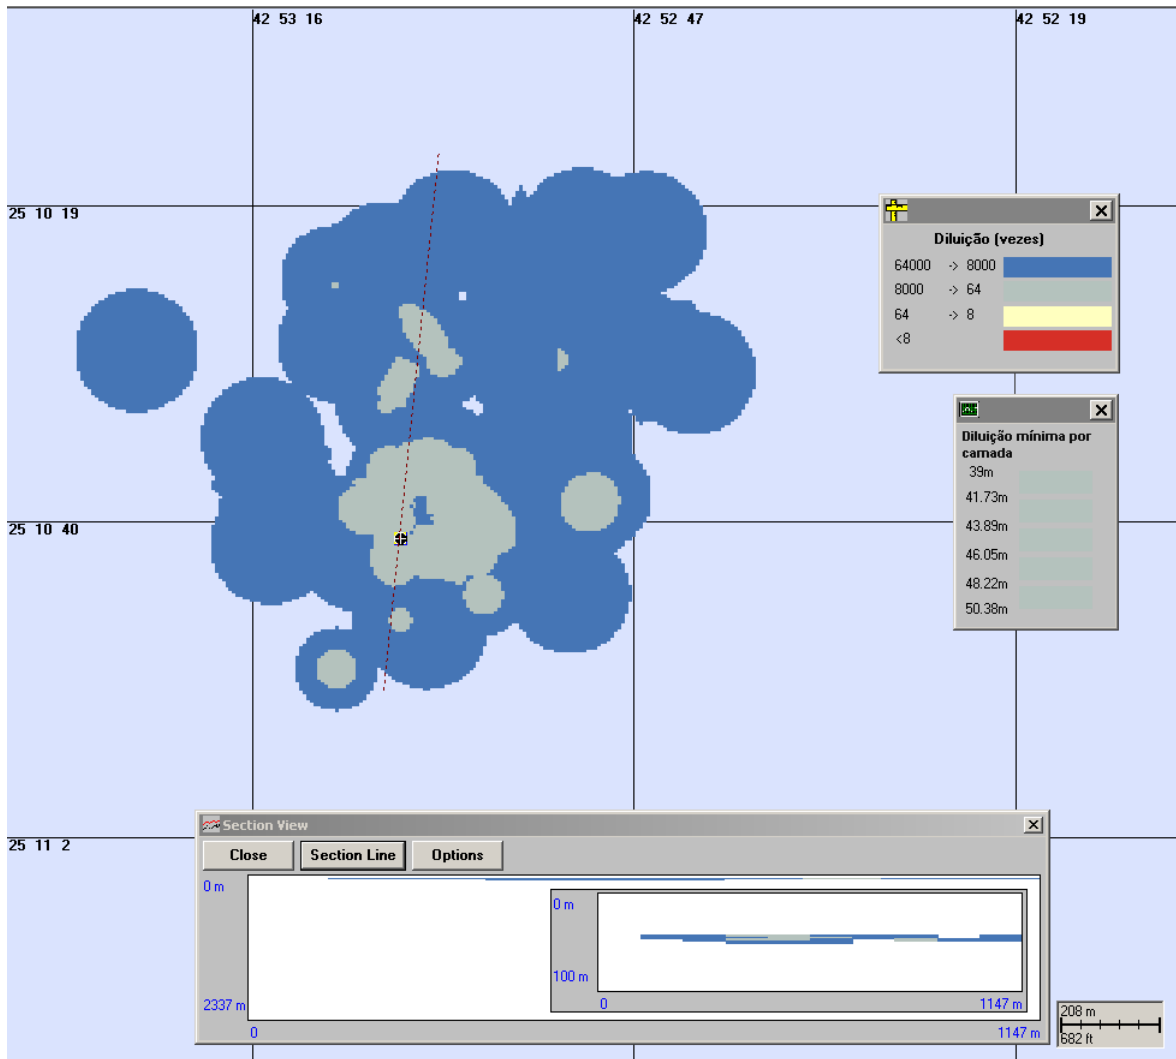 42 53 16
42 52 47
42 52 19
25 10 19
25 10 40
25 11 2
Diluição (vezes)
64000 -> 8000
8000 -> 64
64 -> 8
<8
Diluição mínima por
camada
39m
41.73m
43.89m
46.05m
48.22m
50.38m
Section View
Close
Section Line
Options
0 m
2337 m
0
1147 m
0 m
100 m
0
1147 m
208 m
682 ft